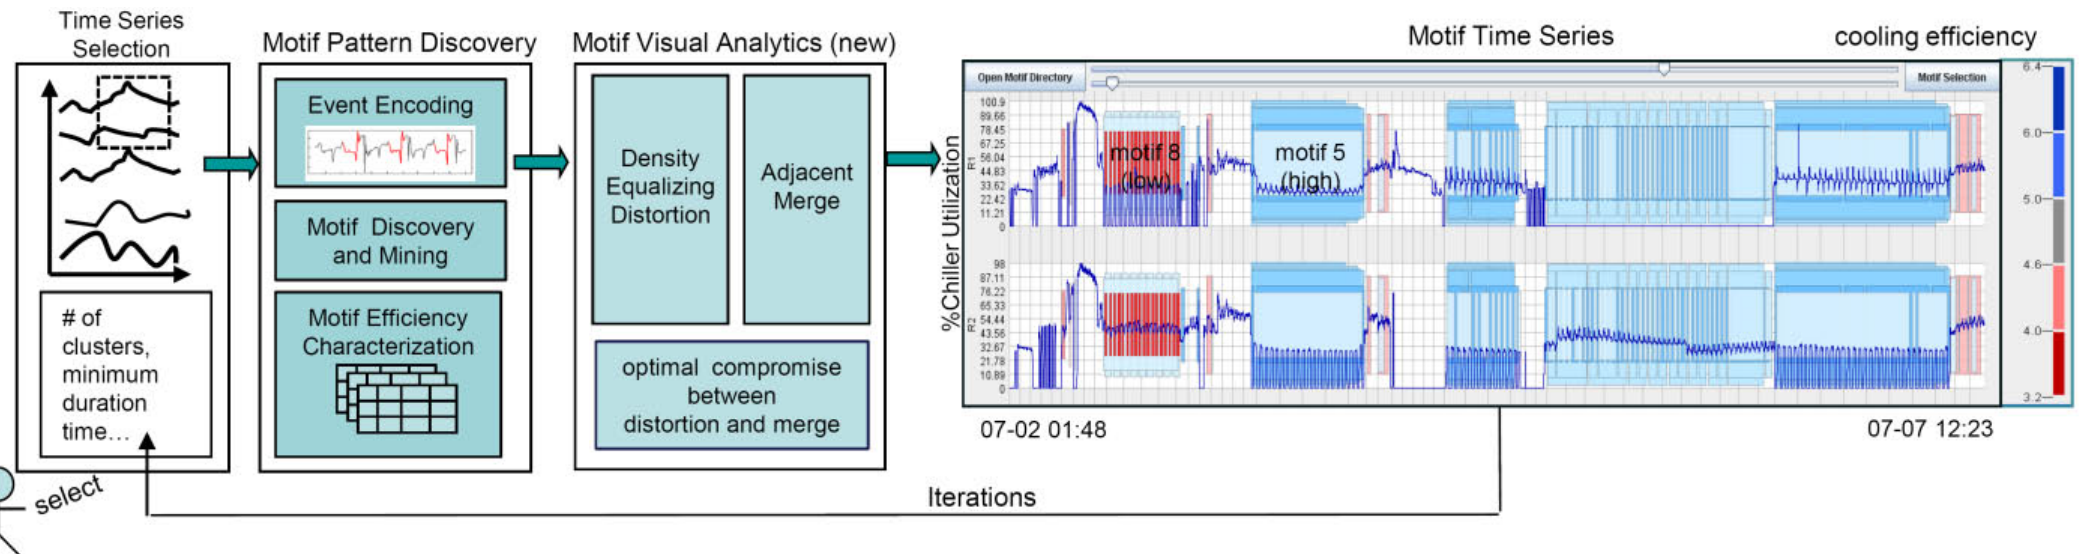 Time Series
Selection
# of
clusters,
minimum
duration
time...
select
Motif Pattern Discovery
Event Encoding
Motif Discovery
and Mining
Motif Efficiency
Characterization
Motif Visual Analytics (new)
Density
Equalizing
Distortion
Adjacent
Merge
optimal compromise
between
distortion and merge
Motif Time Series
cooling efficiency
Open Motif Directory
Motif Selection
%Chiller Utilization
R1
100.9
89.66
78.45
67.25
56.04
44.83
33.62
22.42
11.21
0
motif 8
(low)
motif 5
(high)
R2
98
87.11
76.22
65.33
54.44
43.56
32.67
21.78
10.89
0
6.4
6.0
5.0
4.6
4.0
3.2
07-02 01:48
07-07 12:23
Iterations